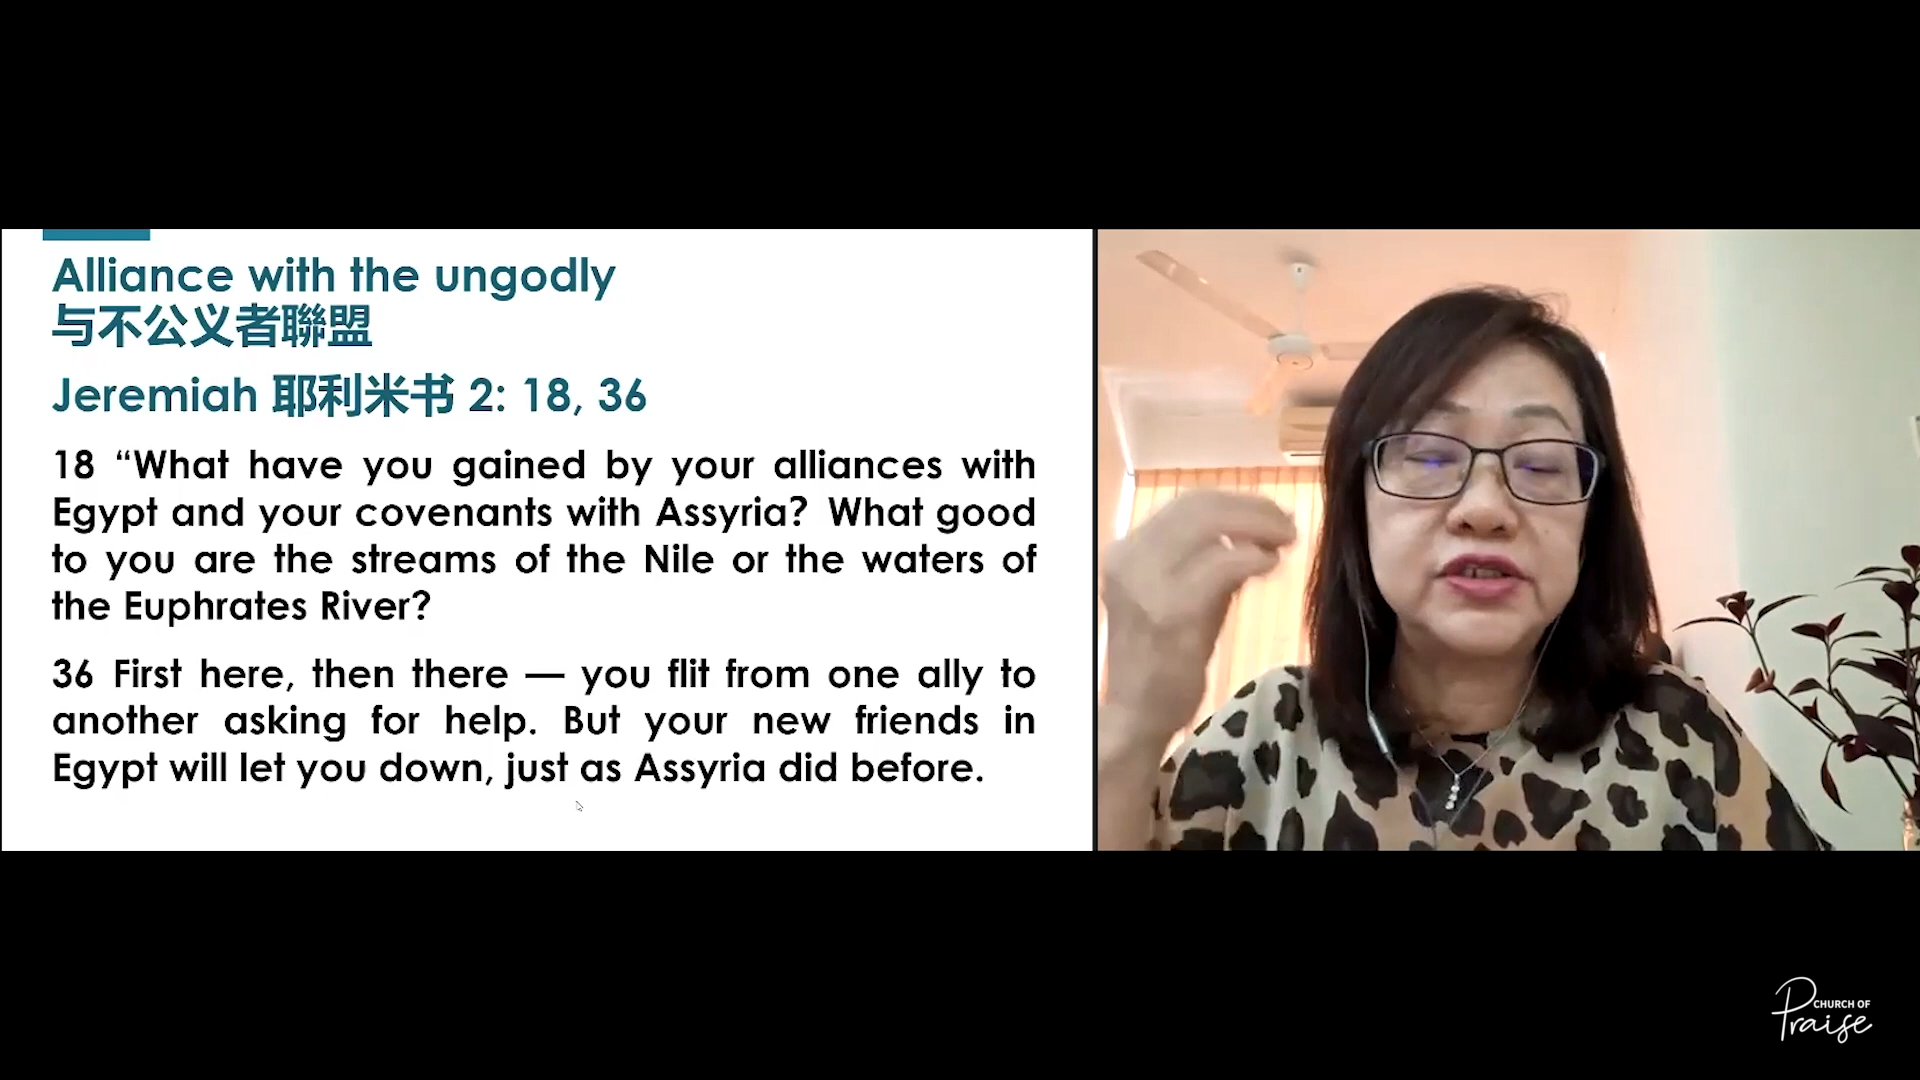 Alliance with the ungodly
与不公义者聯盟
Jeremiah 耶利米书 2: 18, 36
18 “What have you gained by your alliances with
Egypt and your covenants with Assyria? What good
to you are the streams of the Nile or the waters of
the Euphrates River?
36 First here, then there — you flit from one ally to
another asking for help. But your new friends in
Egypt will let you down, just as Assyria did before.
CHURCH OF
Praise